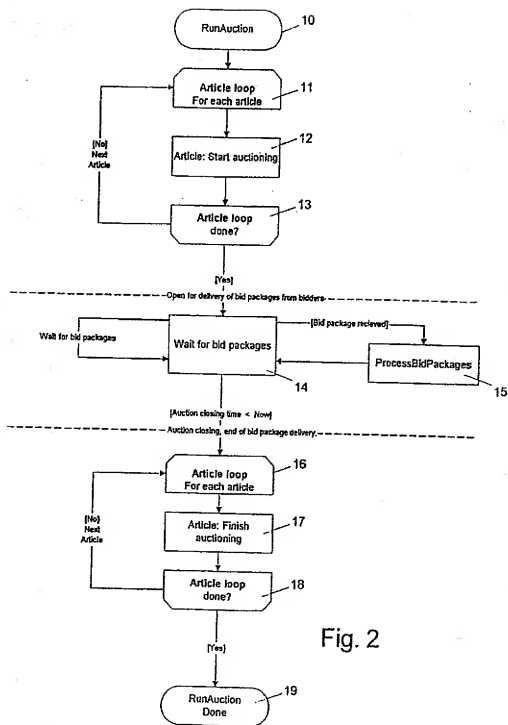 RunAuction
10
Article loop
For each article
11
[No]
Next
Article
12
Article: Start auctioning
Article loop
done?
13
[Yes]
Open for delivery of bid packages from bidders
Wait for bid packages
Wait for bid packages
14
[Bid package recieved]
ProcessBidPackages
15
[Auction closing time < Now]
Auction closing, end of bid package delivery.
16
Article loop
For each article
[No]
Next
Article
17
Article: Finish
auctioning
Article loop
done?
18
[Yes]
Fig. 2
RunAuction
Done
19